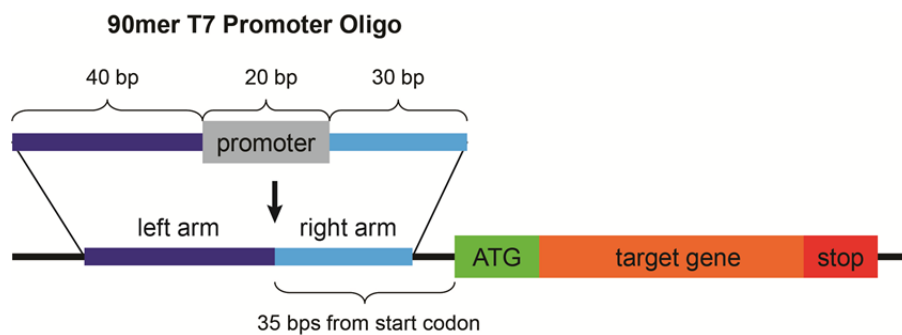 90mer T7 Promoter Oligo
40 bp 20 bp 30 bp
promoter
left arm right arm
ATG target gene stop
35 bps from start codon